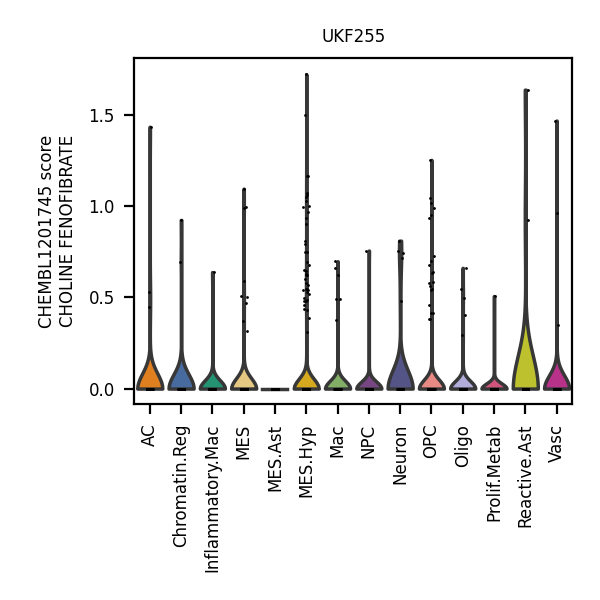 UKF255
CHEMBL1201745 score
CHOLINE FENOFIBRATE
1.5
1.0
0.5
0.0
AC
Chromatin.Reg
Inflammatory.Mac
MES
MES.Ast
MES.Hyp
Mac
NPC
Neuron
OPC
Oligo
Prolif.Metab
Reactive.Ast
Vasc